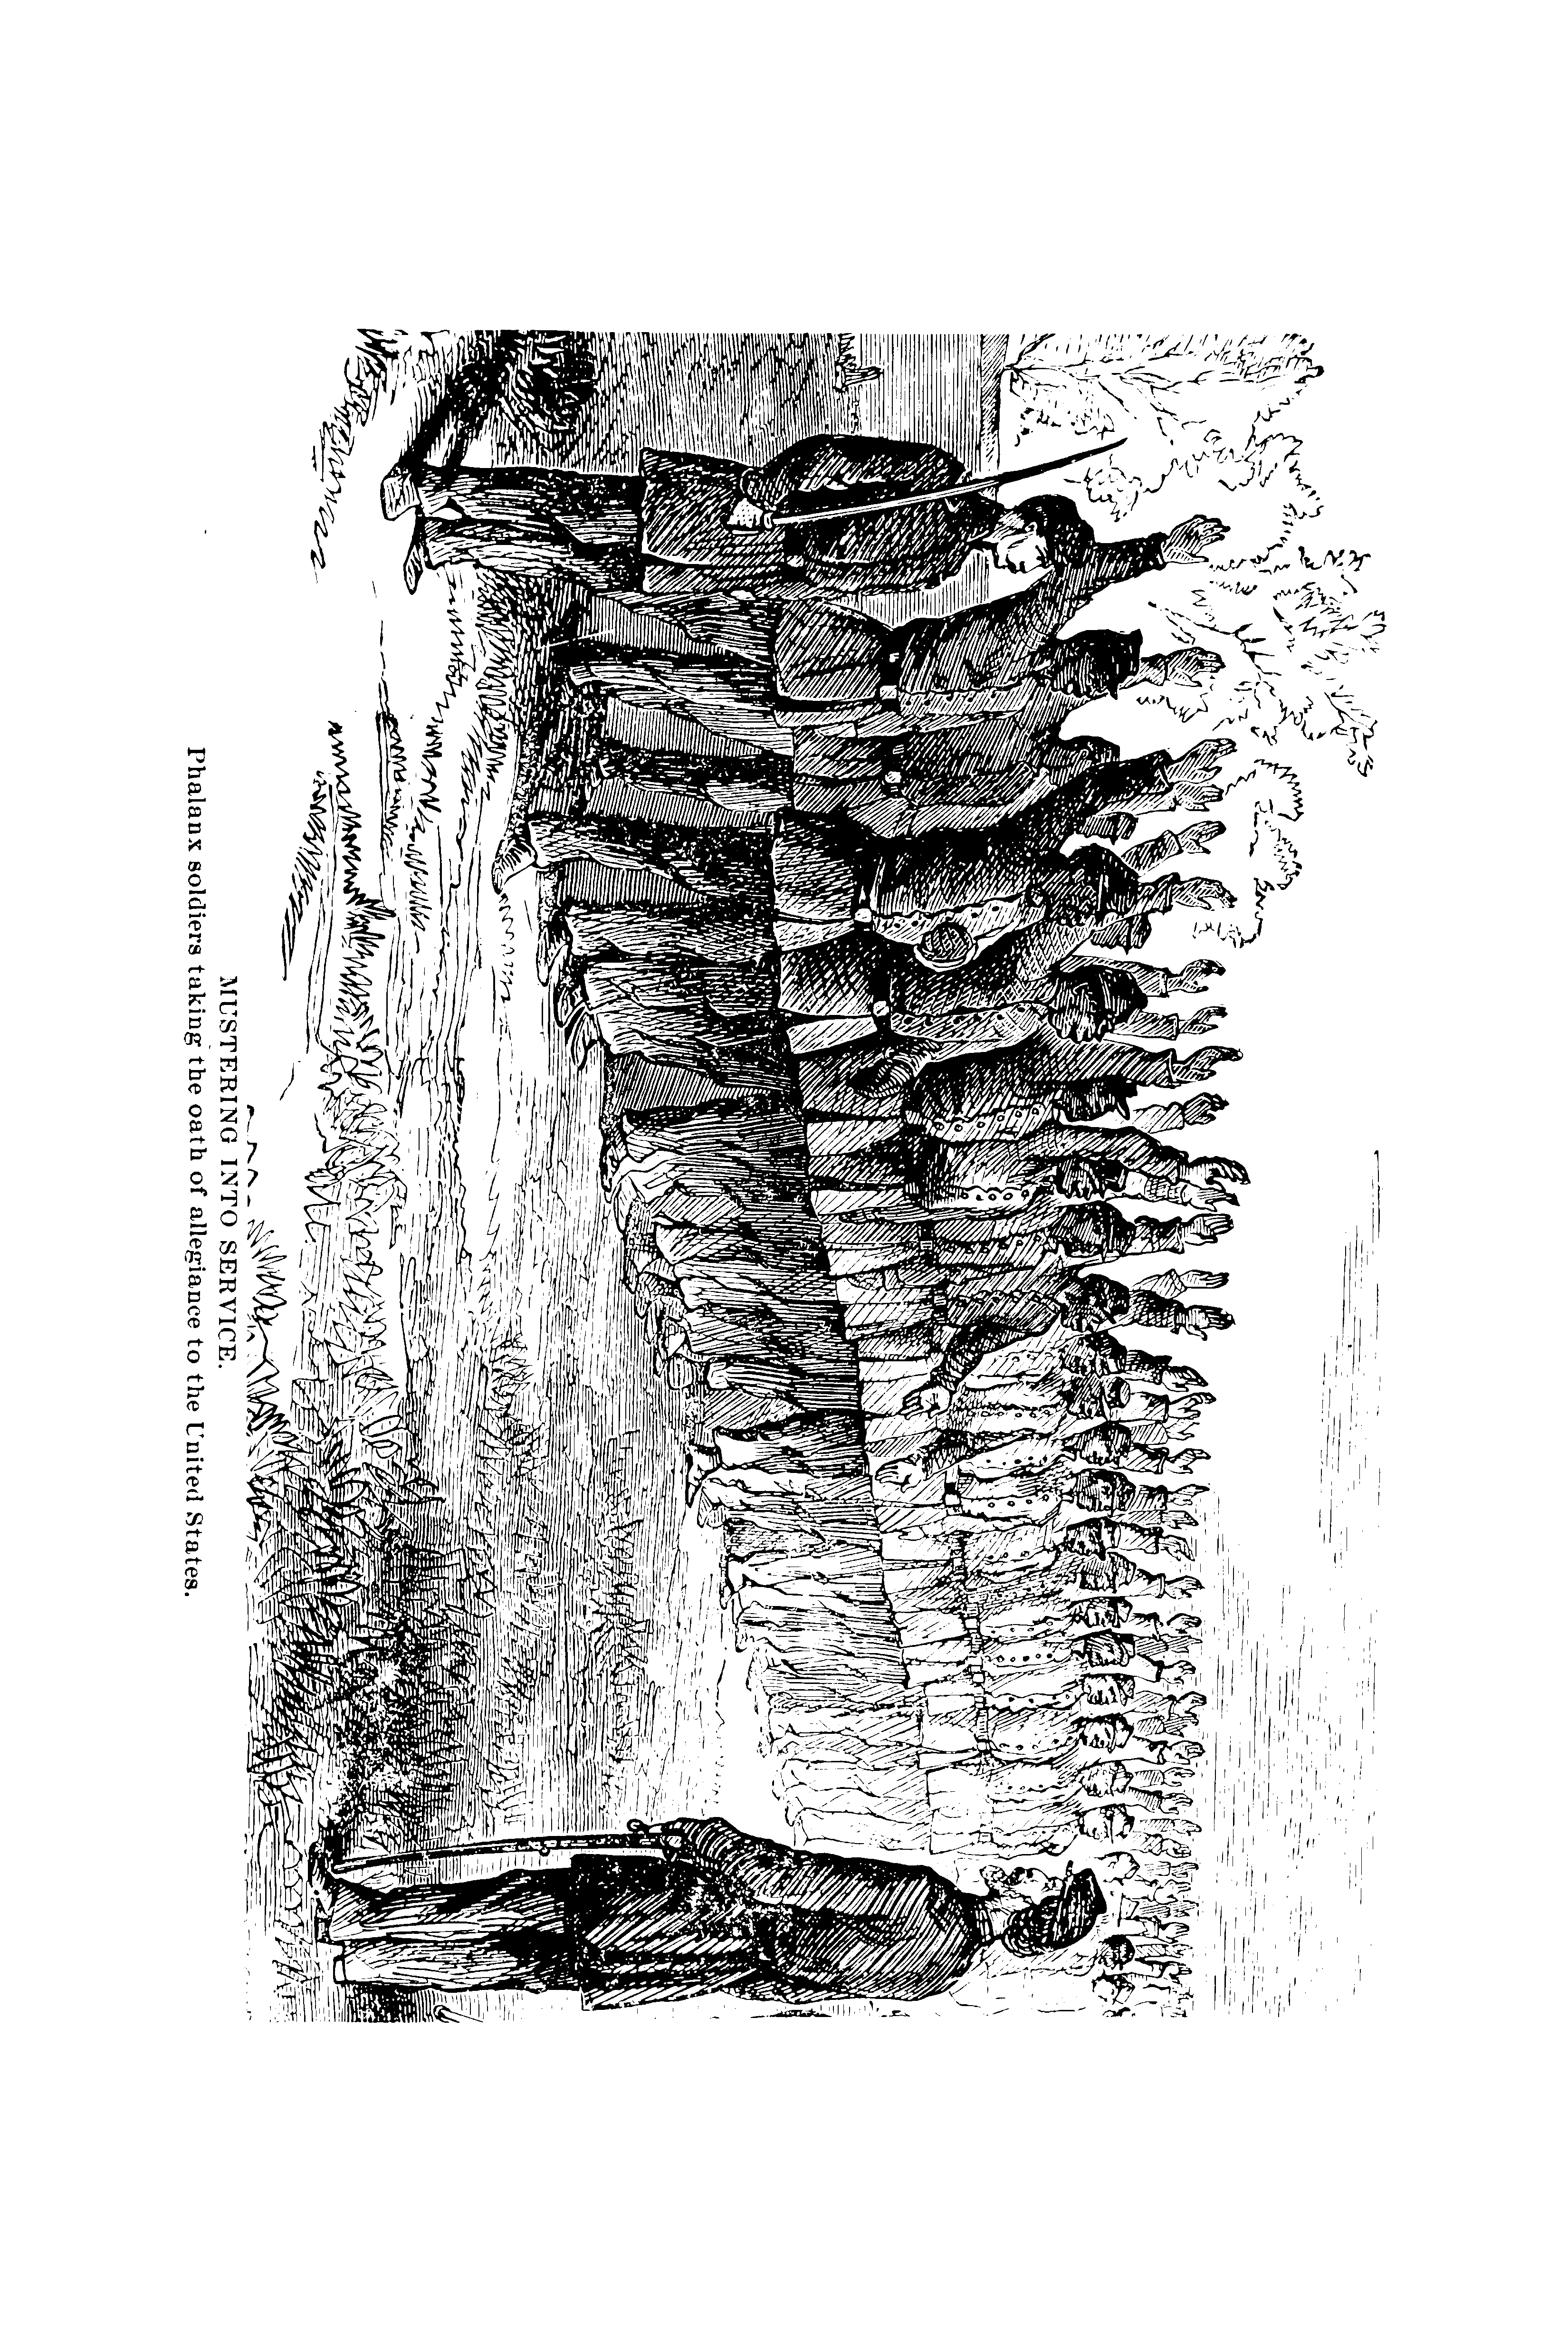 MUSTERING INTO SERVICE.
Phalanx soldiers taking the oath of allegiance to the United States.